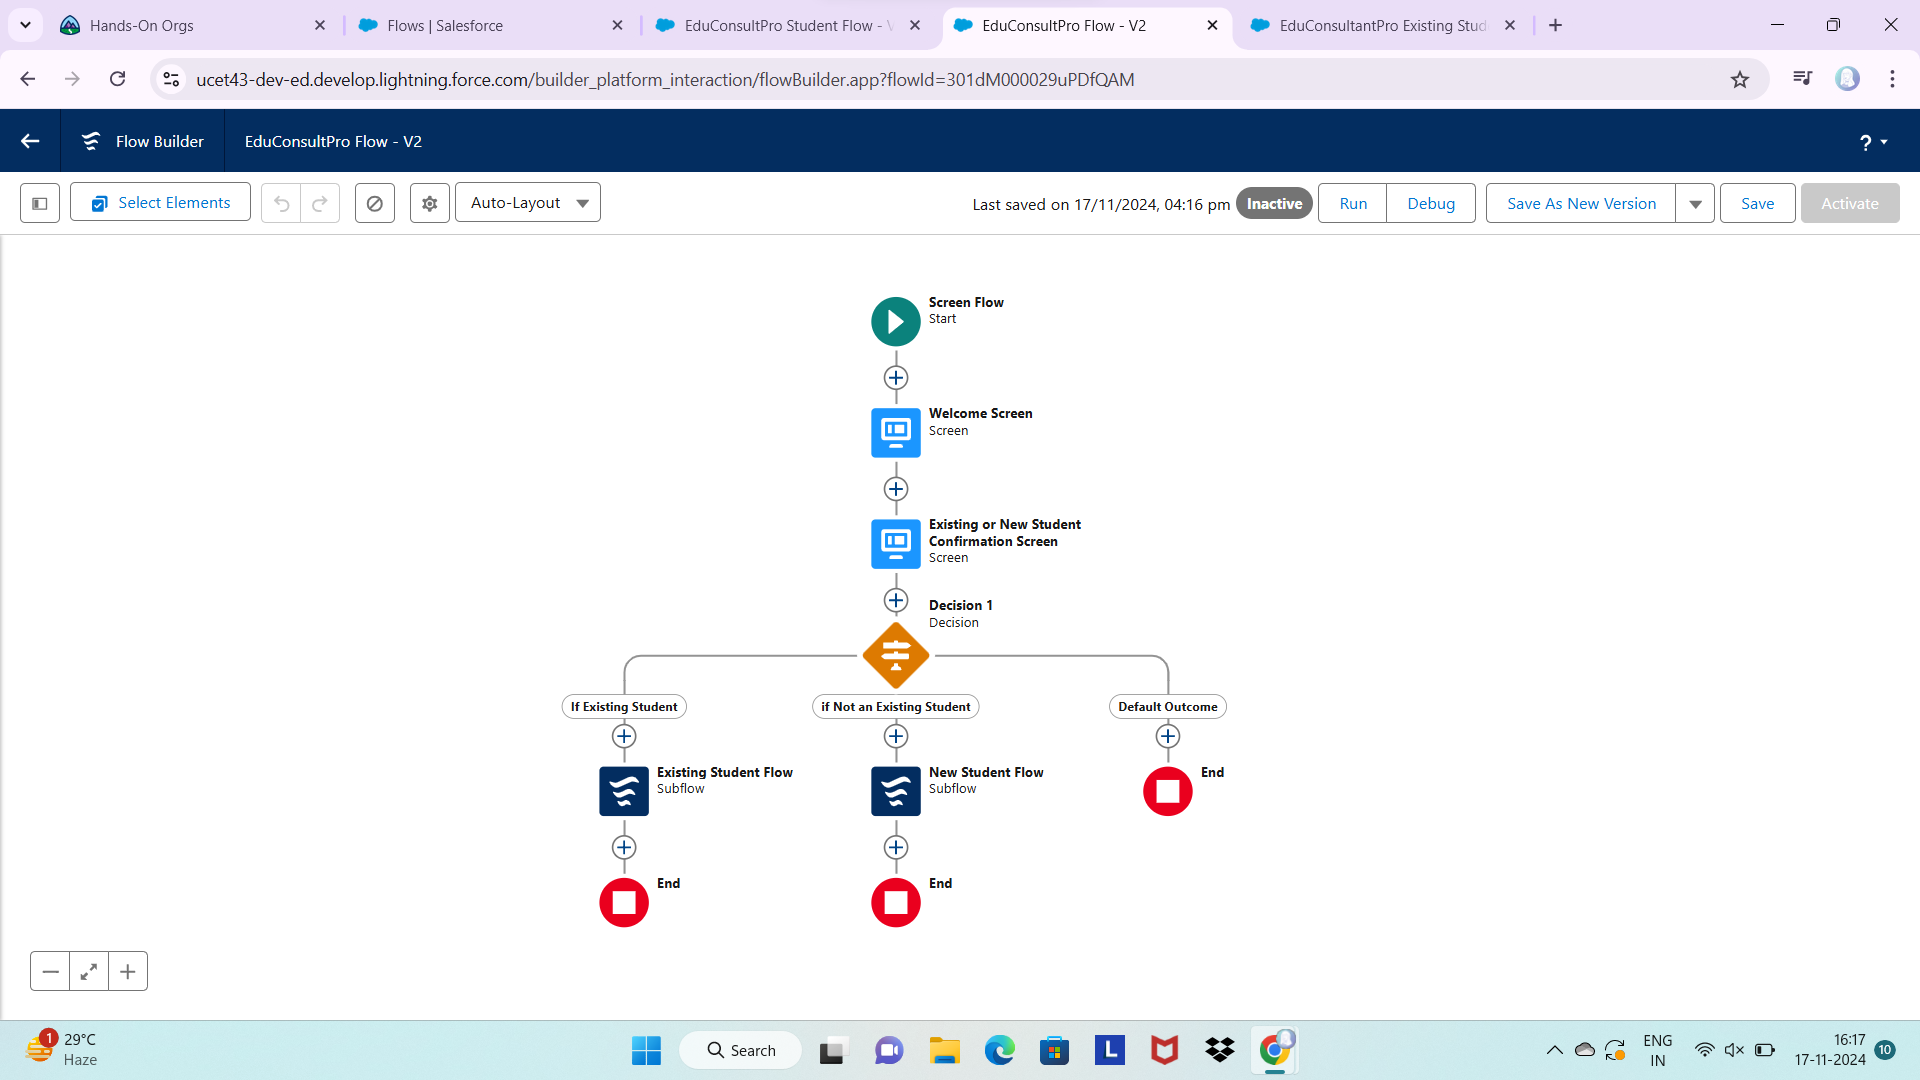 Hands-On Orgs
Flows | Salesforce
EduConsultPro Student Flow -
EduConsultPro Flow - V2
EduConsultantPro Existing Stud
ucet43-dev-ed.develop.lightning.force.com/builder_platform_interaction/flowBuilder.app?flowId=301dM000029uPDfQAM
Flow Builder
EduConsultPro Flow - V2
?
Select Elements
Auto-Layout
Last saved on 17/11/2024, 04:16 pm
Inactive
Run
Debug
Save As New Version
Save
Activate
Screen Flow
Start
Welcome Screen
Screen
Existing or New Student
Confirmation Screen
Screen
Decision 1
Decision
If Existing Student
if Not an Existing Student
Default Outcome
Existing Student Flow
Subflow
New Student Flow
Subflow
End
End
End
1
29°C
Haze
Search
L
ENG
IN
16:17
17-11-2024
10